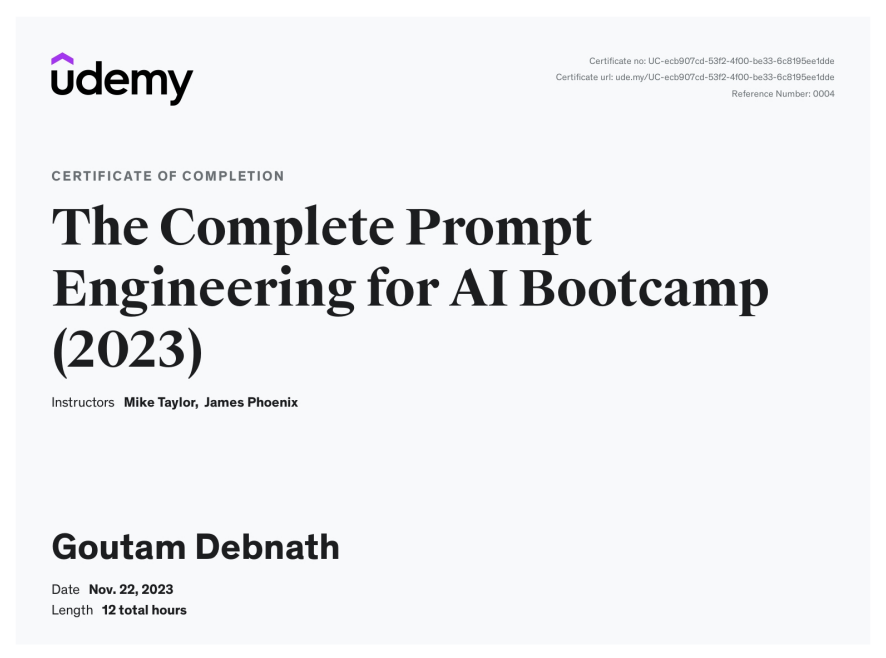 udemy
Certificate no: UC-ecb907cd-53f2-4f00-be33-6c8195ee1dde
Certificate url: ude.my/UC-ecb907cd-53f2-4f00-be33-6c8195ee1dde
Reference Number: 0004
CERTIFICATE OF COMPLETION
The Complete Prompt
Engineering for AI Bootcamp
(2023)
Instructors Mike Taylor, James Phoenix
Goutam Debnath
Date Nov. 22, 2023
Length 12 total hours